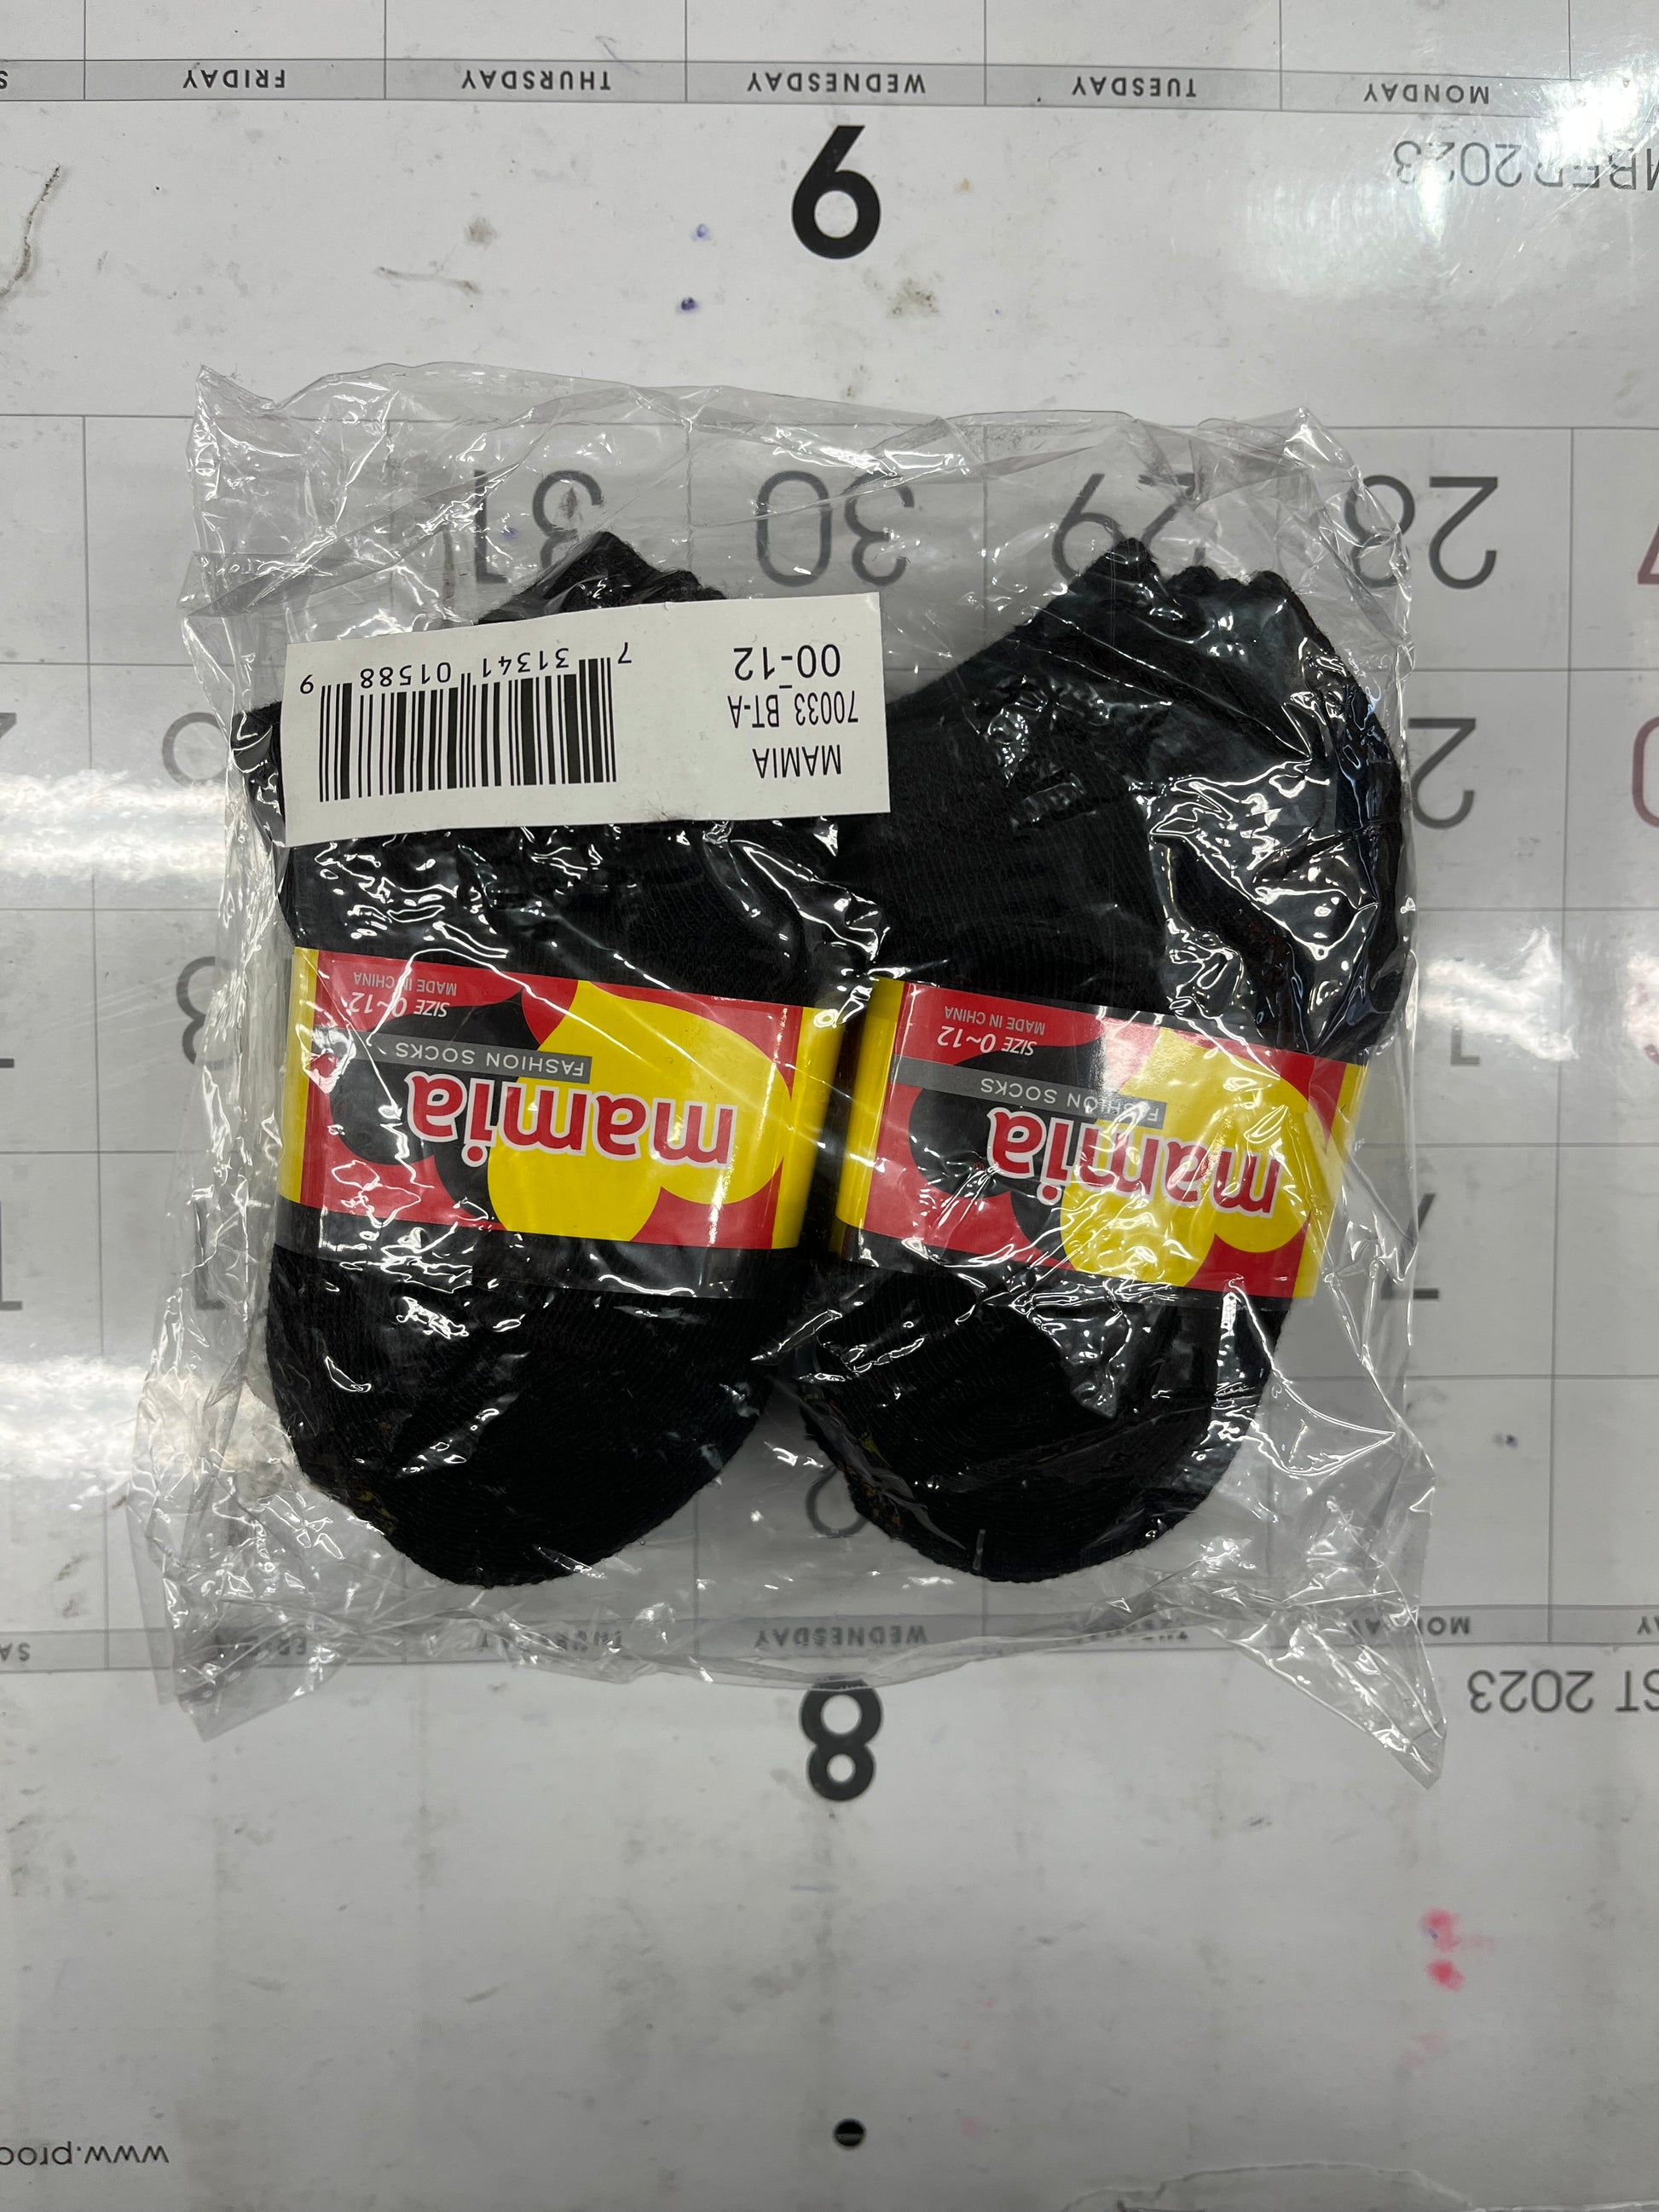 8
ST 2023
WEDNESDAY
mamia
FASHION SOCKS
SIZE 0~12
MADE IN CHINA
mamia
FASHION SOCKS
SIZE 0~12
MADE IN CHINA
MAMIA
70033_BT-A
00-12
7 31341 01588 9
28 29 30 31
9
MBER 2023
MONDAY TUESDAY WEDNESDAY THURSDAY FRIDAY